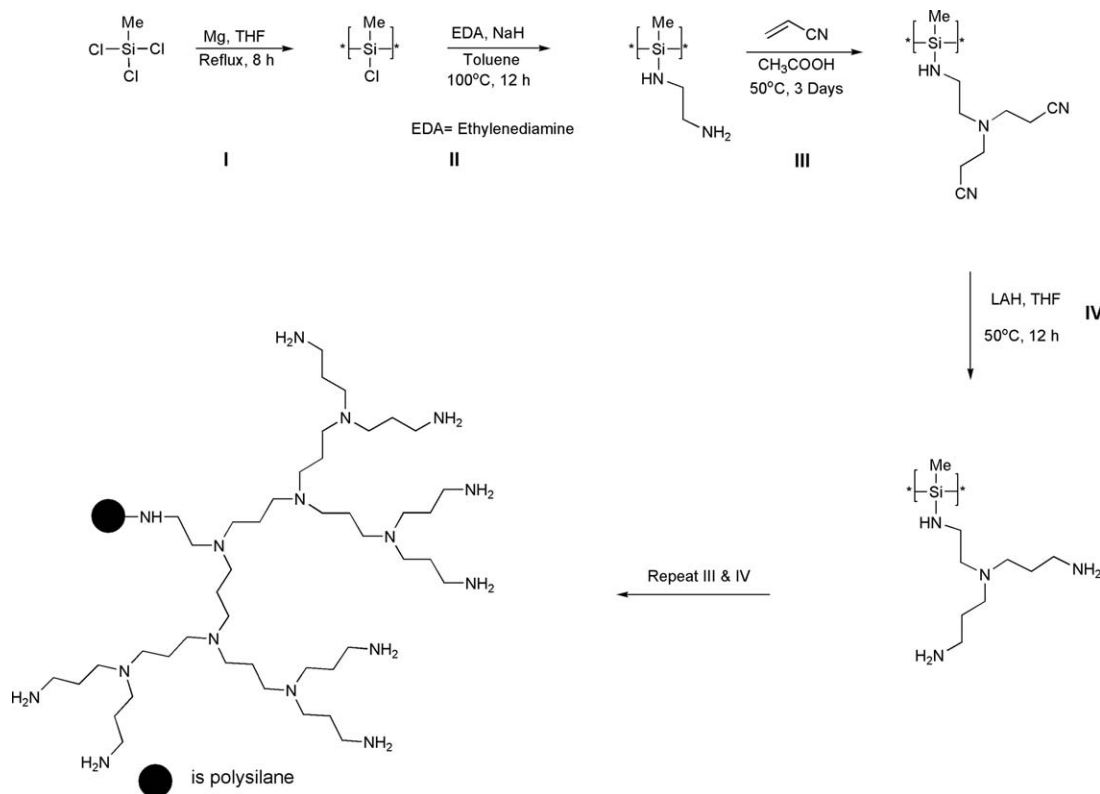 Me
Cl Si Cl
Cl
Mg, THF
Reflux, 8 h
I
Me
* [ Si ] *
Cl
EDA, NaH
Toluene
100°C, 12 h
EDA= Ethylenediamine
II
Me
* [ Si ] *
HN
NH2
CN
CH3COOH
50°C, 3 Days
III
Me
* [ Si ] *
HN
N
CN
CN
LAH, THF
50°C, 12 h
IV
Me
* [ Si ] *
HN
N
NH2
H2N
Repeat III & IV
H2N
N
NH2
N
NH2
N
NH2
NH
N
N
N
NH2
H2N
N
NH2
H2N
is polysilane